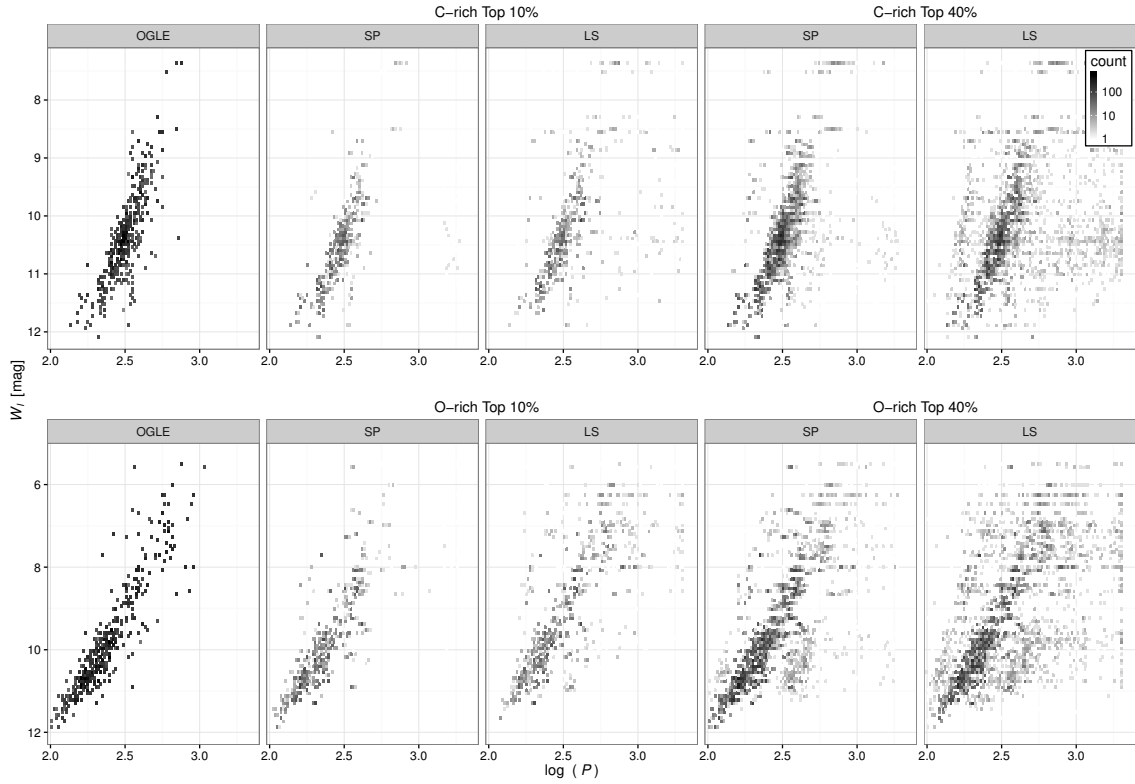 C−rich Top 10% C−rich Top 40%
OGLE SP LS SP LS
count
100
10
1
8
9
10
11
12
2.0 2.5 3.0 2.0 2.5 3.0 2.0 2.5 3.0 2.0 2.5 3.0 2.0 2.5 3.0
W_I [mag]
O−rich Top 10% O−rich Top 40%
OGLE SP LS SP LS
6
8
10
12
2.0 2.5 3.0 2.0 2.5 3.0 2.0 2.5 3.0 2.0 2.5 3.0 2.0 2.5 3.0
log (P)